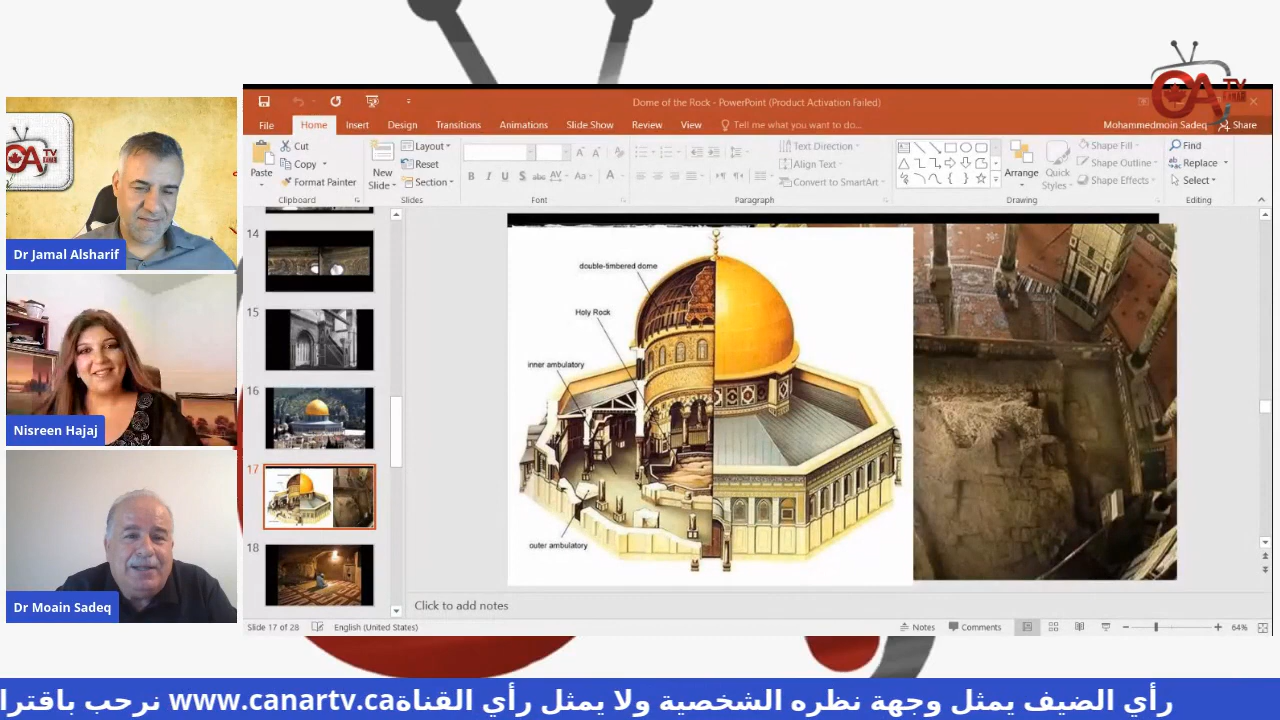 Dome of the Rock - PowerPoint (Product Activation Failed)
File Home Insert Design Transitions Animations Slide Show Review View Tell me what you want to do... Mohammedmoin Sadeq Share
Paste
Cut
Copy
Format Painter
Clipboard
New Slide
Layout
Reset
Section
Slides
B I U S abc AV Aa A
Font
Text Direction
Align Text
Convert to SmartArt
Paragraph
Arrange
Quick Styles
Shape Fill
Shape Outline
Shape Effects
Drawing
Find
Replace
Select
Editing
Dr Jamal Alsharif
Nisreen Hajaj
Dr Moain Sadeq
14
15
16
17
18
double-timbered dome
Holy Rock
inner ambulatory
outer ambulatory
Click to add notes
Slide 17 of 28 English (United States) Notes Comments 64%
رأي الضيف يمثل وجهة نظره الشخصية ولا يمثل رأي القناة www.canartv.ca نرحب باقترا